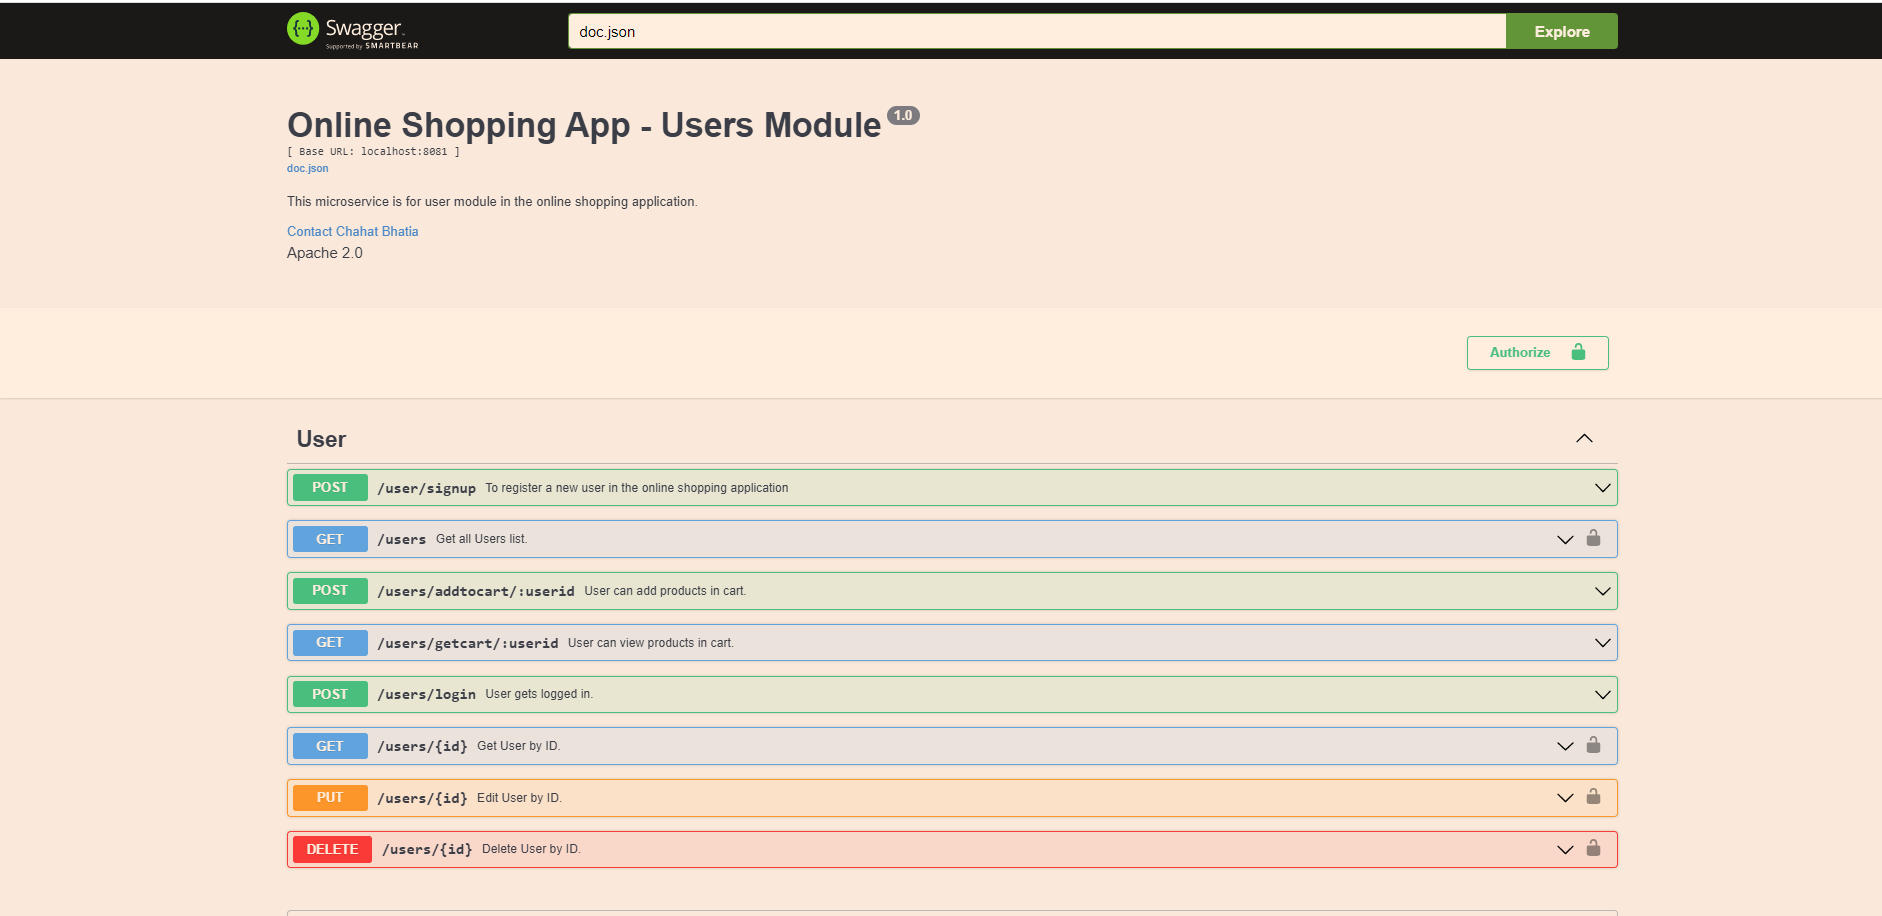 Swagger.
Supported by SMARTBEAR
doc.json
Explore
Online Shopping App - Users Module 1.0
[ Base URL: localhost:8081 ]
doc.json
This microservice is for user module in the online shopping application.
Contact Chahat Bhatia
Apache 2.0
Authorize
User
POST /user/signup To register a new user in the online shopping application
GET /users Get all Users list.
POST /users/addtocart/:userid User can add products in cart.
GET /users/getcart/:userid User can view products in cart.
POST /users/login User gets logged in.
GET /users/{id} Get User by ID.
PUT /users/{id} Edit User by ID.
DELETE /users/{id} Delete User by ID.